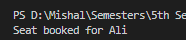 PS D:\Mishal\Semesters\5th Se
Seat booked for Ali